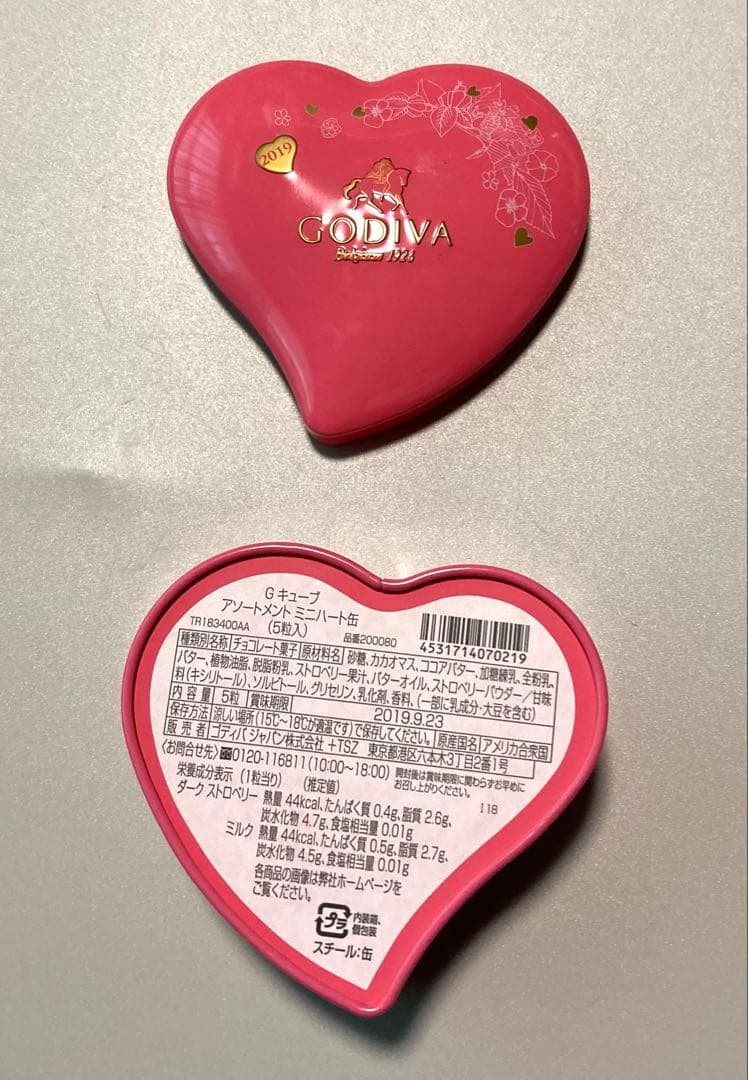 2019
GODIVA
Belgium 1926
G キューブ
アソートメント ミニハート缶
TR183400AA
(5粒入)
品番200080
4531714070219
種類別名称 チョコレート菓子 原材料名 砂糖、カカオマス、ココアバター、加糖練乳、全粉乳、
バター、植物油脂、脱脂粉乳、ストロベリー果汁、バターオイル、ストロベリーパウダー/甘味
料(キシリトール)、ソルビトール、グリセリン、乳化剤、香料、(一部に乳成分・大豆を含む)
内容量 5粒 賞味期限 2019.9.23
保存方法 涼しい場所(15℃~18℃が適温です)で保存してください。 原産国名 アメリカ合衆国
販売者 ゴディバ ジャパン株式会社 +TSZ 東京都港区六本木3丁目2番1号
〈お問合せ先〉 0120-116811(10:00~18:00) 開封後は賞味期限に関わらずお早めに
お召し上がりください。
栄養成分表示 (1粒当り) (推定値)
I 18
ダーク ストロベリー 熱量 44kcal、たんぱく質 0.4g、脂質 2.6g、
炭水化物 4.7g、食塩相当量 0.01g
ミルク 熱量 44kcal、たんぱく質 0.5g、脂質 2.7g、
炭水化物 4.5g、食塩相当量 0.01g
各商品の画像は弊社ホームページを
ご覧ください。
プラ
内装箱、
個包装
スチール:缶